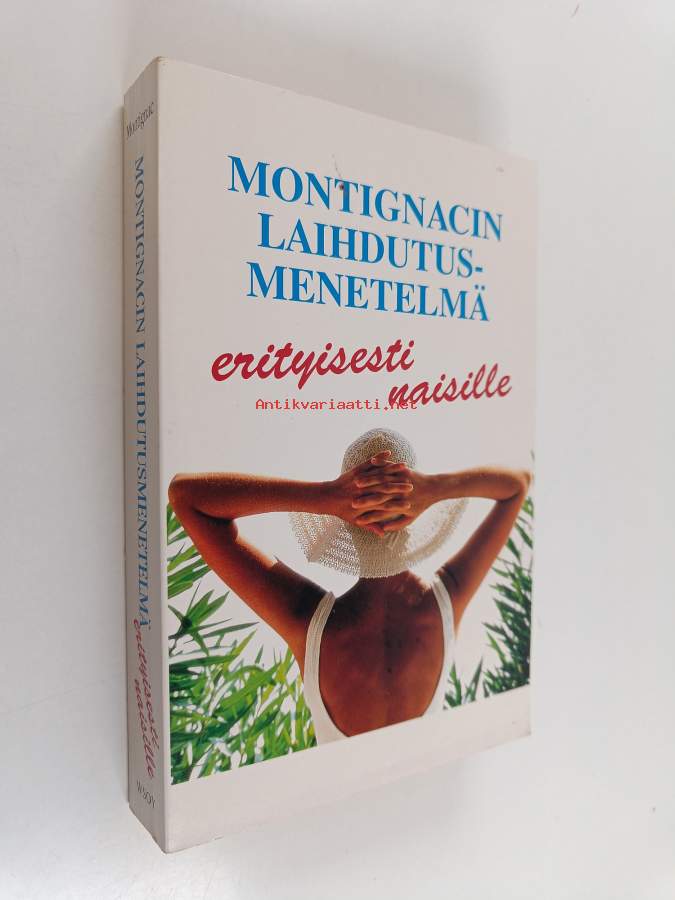 MONTIGNACIN
LAIHDUTUS-
MENETELMÄ
erityisesti
naisille
Antikvariaatti.net
Montignac
MONTIGNACIN LAIHDUTUSMENETELMÄ
erityisesti
naisille
WSOY